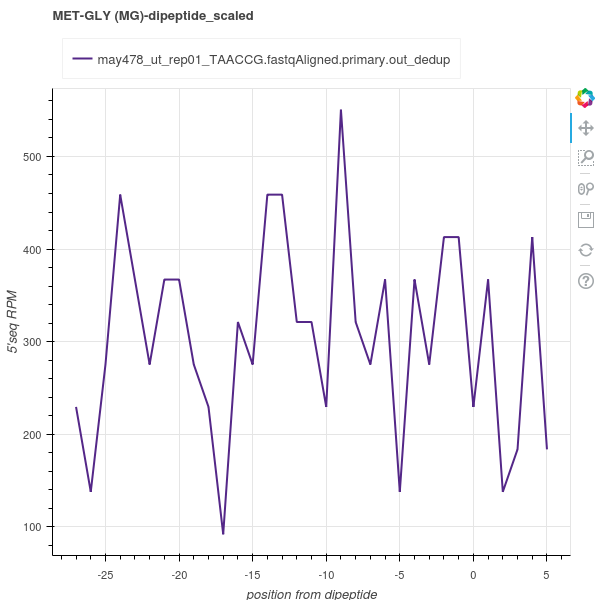 MET-GLY (MG)-dipeptide_scaled
may478_ut_rep01_TAACCG.fastqAligned.primary.out_dedup
500
400
300
200
100
5'seq RPM
-25 -20 -15 -10 -5 0 5
position from dipeptide